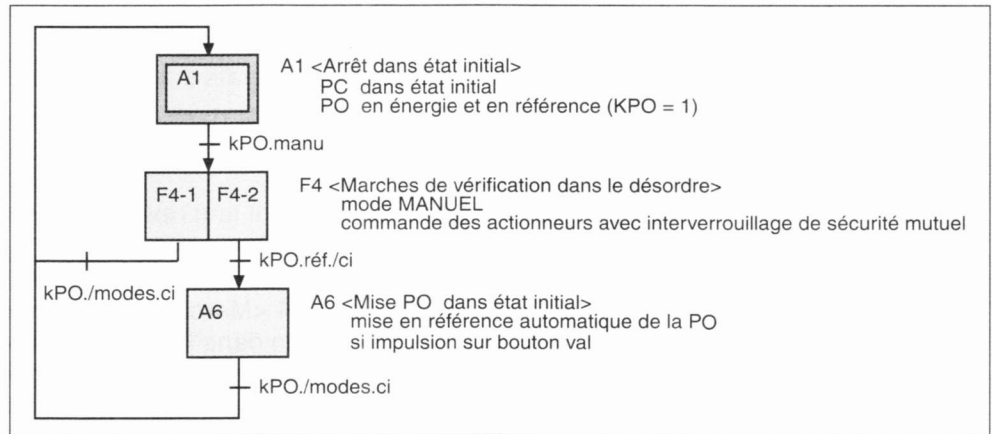 A1
A1 <Arrêt dans état initial>
PC dans état initial
PO en énergie et en référence (KPO = 1)
kPO.manu
F4-1 F4-2
F4 <Marches de vérification dans le désordre>
mode MANUEL
commande des actionneurs avec interverrouillage de sécurité mutuel
kPO.réf./ci
kPO./modes.ci
A6
A6 <Mise PO dans état initial>
mise en référence automatique de la PO
si impulsion sur bouton val
kPO./modes.ci